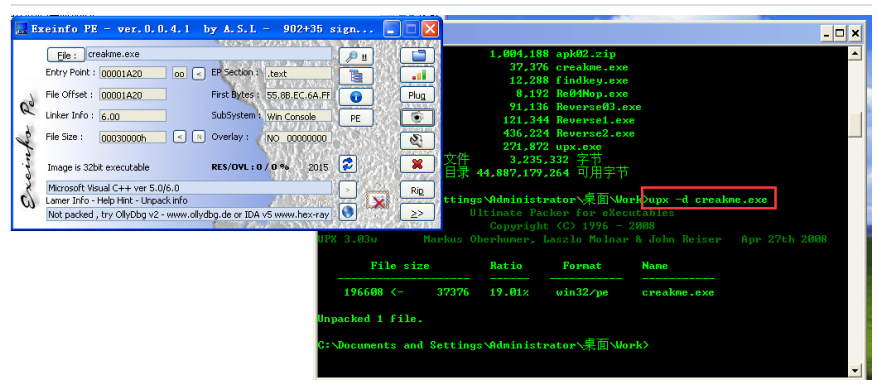 Exeinfo PE - ver.0.0.4.1 by A.S.L - 902+35 sign...
File : creakme.exe
Entry Point : 00001A20 oo < EP Section : .text
File Offset : 00001A20 First Bytes : 55.8B.EC.6A.FF
Linker Info : 6.00 SubSystem : Win Console PE
File Size : 00030000h < N Overlay : NO 00000000
Image is 32bit executable RES/OVL : 0 / 0 % 2015
Microsoft Visual C++ ver 5.0/6.0
Lamer Info - Help Hint - Unpack info
Not packed , try OllyDbg v2 - www.ollydbg.de or IDA v5 www.hex-ray
Plug
Rip
>>
Exeinfo Pe
1,004,188 apk02.zip
37,376 creakme.exe
12,288 findkey.exe
8,192 Re04Nop.exe
91,136 Reverse03.exe
121,344 Reverse1.exe
436,224 Reverse2.exe
271,872 upx.exe
文件 3,235,332 字节
目录 44,887,179,264 可用字节
ttings\Administrator\桌面\Work>upx -d creakme.exe
Ultimate Packer for eXecutables
Copyright (C) 1996 - 2008
UPX 3.03w Markus Oberhumer, Laszlo Molnar & John Reiser Apr 27th 2008
File size Ratio Format Name
196608 <- 37376 19.01% win32/pe creakme.exe
Unpacked 1 file.
C:\Documents and Settings\Administrator\桌面\Work>